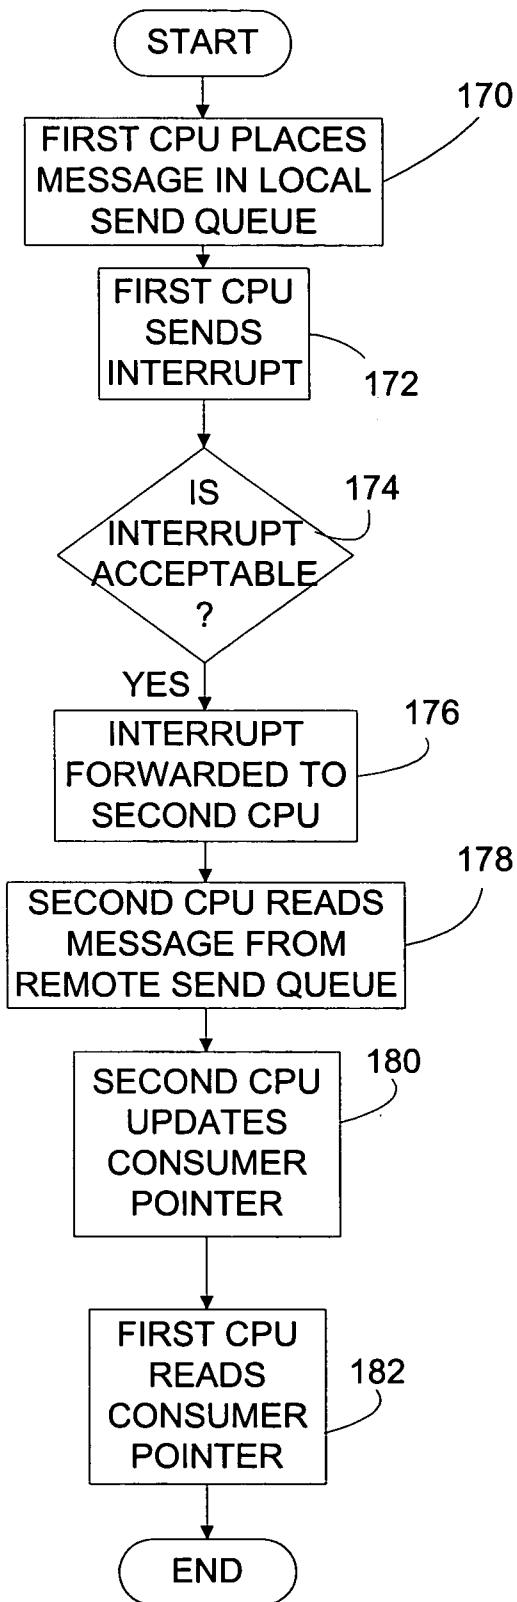 START
170
FIRST CPU PLACES
MESSAGE IN LOCAL
SEND QUEUE
FIRST CPU
SENDS
INTERRUPT
172
IS
INTERRUPT
ACCEPTABLE
?
174
YES
176
INTERRUPT
FORWARDED TO
SECOND CPU
178
SECOND CPU READS
MESSAGE FROM
REMOTE SEND QUEUE
180
SECOND CPU
UPDATES
CONSUMER
POINTER
FIRST CPU
READS
CONSUMER
POINTER
182
END